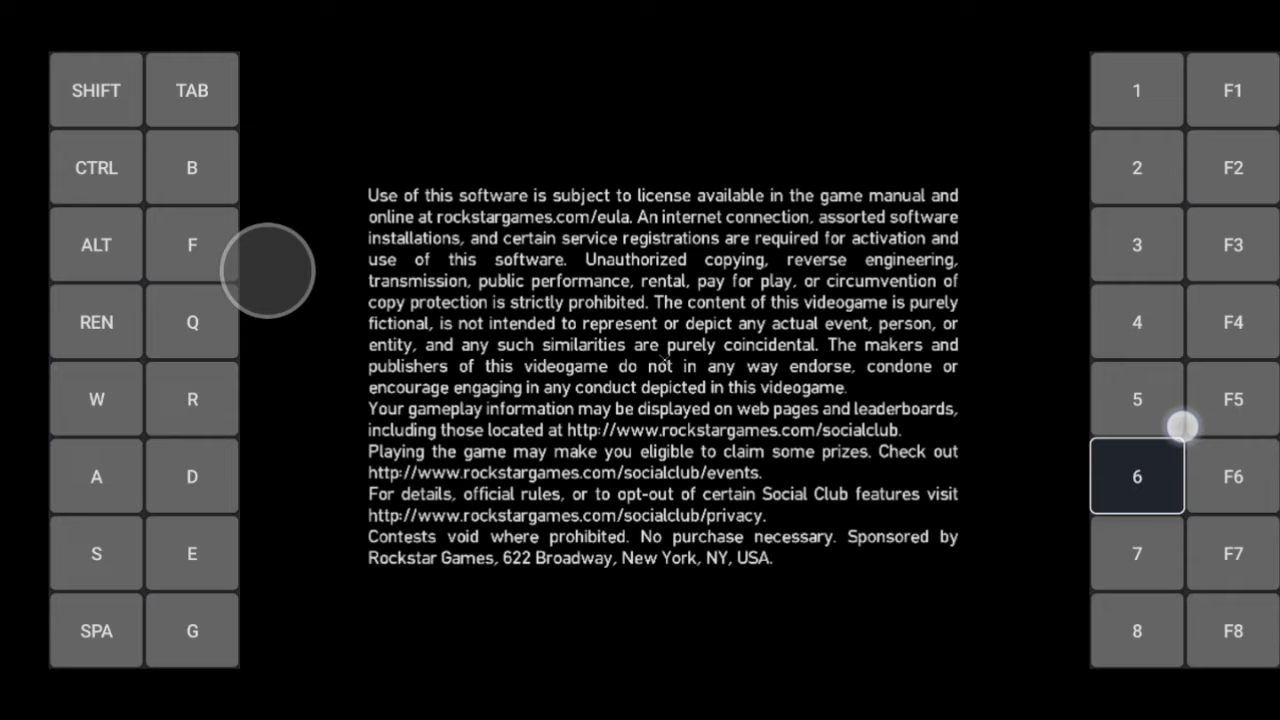 SHIFT TAB
CTRL B
ALT F
REN Q
W R
A D
S E
SPA G
Use of this software is subject to license available in the game manual and
online at rockstargames.com/eula. An internet connection, assorted software
installations, and certain service registrations are required for activation and
use of this software. Unauthorized copying, reverse engineering,
transmission, public performance, rental, pay for play, or circumvention of
copy protection is strictly prohibited. The content of this videogame is purely
fictional, is not intended to represent or depict any actual event, person, or
entity, and any such similarities are purely coincidental. The makers and
publishers of this videogame do not in any way endorse, condone or
encourage engaging in any conduct depicted in this videogame.
Your gameplay information may be displayed on web pages and leaderboards,
including those located at http://www.rockstargames.com/socialclub.
Playing the game may make you eligible to claim some prizes. Check out
http://www.rockstargames.com/socialclub/events.
For details, official rules, or to opt-out of certain Social Club features visit
http://www.rockstargames.com/socialclub/privacy.
Contests void where prohibited. No purchase necessary. Sponsored by
Rockstar Games, 622 Broadway, New York, NY, USA.
1 F1
2 F2
3 F3
4 F4
5 F5
6 F6
7 F7
8 F8